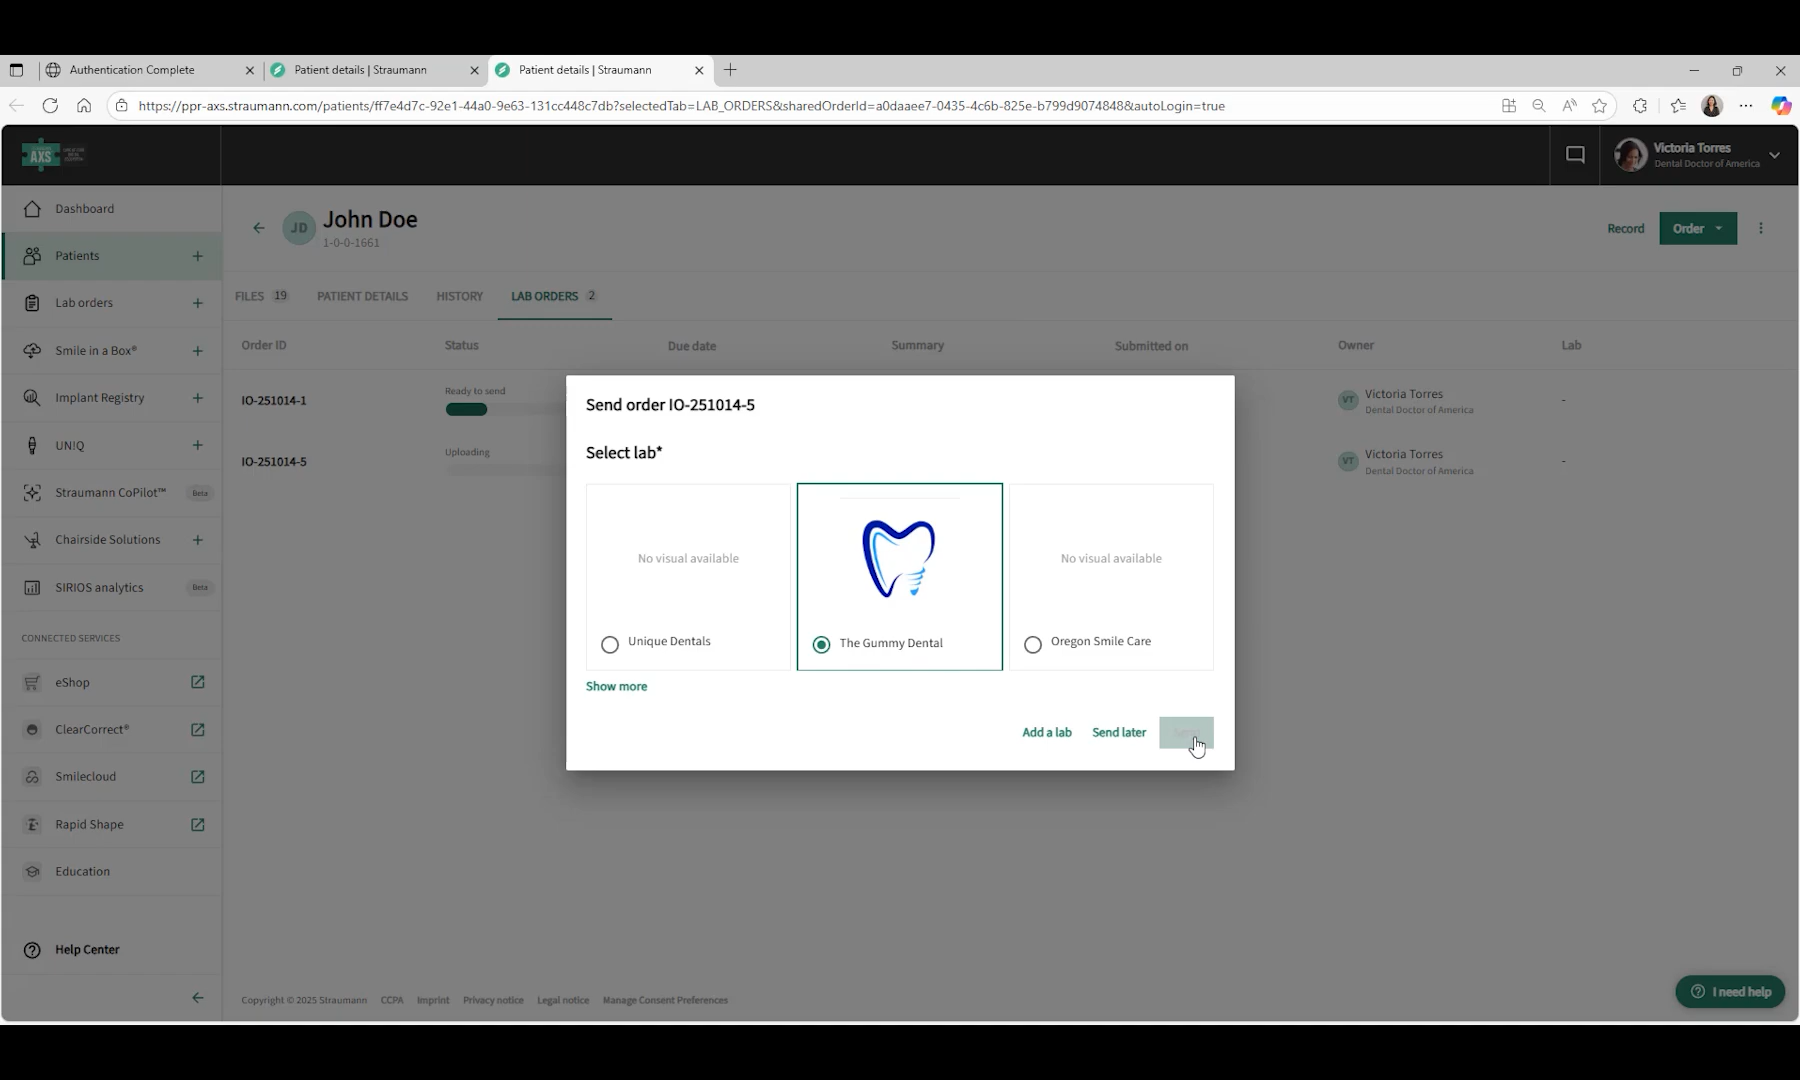 Authentication Complete
Patient details | Straumann
Patient details | Straumann
https://ppr-axs.straumann.com/patients/ff7e4d7c-92e1-44a0-9e63-131cc448c7db?selectedTab=LAB_ORDERS&sharedOrderId=a0daaee7-0435-4c6b-825e-b799d9074848&autoLogin=true
AXS
Victoria Torres
Dental Doctor of America
Dashboard
Patients
Lab orders
Smile in a Box®
Implant Registry
UNIQ
Straumann CoPilot™ Beta
Chairside Solutions
SIRIOS analytics Beta
CONNECTED SERVICES
eShop
ClearCorrect®
Smilecloud
Rapid Shape
Education
Help Center
JD
John Doe
1-0-0-1661
Record
Order
FILES 19
PATIENT DETAILS
HISTORY
LAB ORDERS 2
Order ID
Status
Due date
Summary
Submitted on
Owner
Lab
IO-251014-1
Ready to send
VT
Victoria Torres
Dental Doctor of America
-
IO-251014-5
Uploading
VT
Victoria Torres
Dental Doctor of America
-
Send order IO-251014-5
Select lab*
No visual available
Unique Dentals
The Gummy Dental
No visual available
Oregon Smile Care
Show more
Add a lab
Send later
Copyright © 2025 Straumann
CCPA
Imprint
Privacy notice
Legal notice
Manage Consent Preferences
I need help